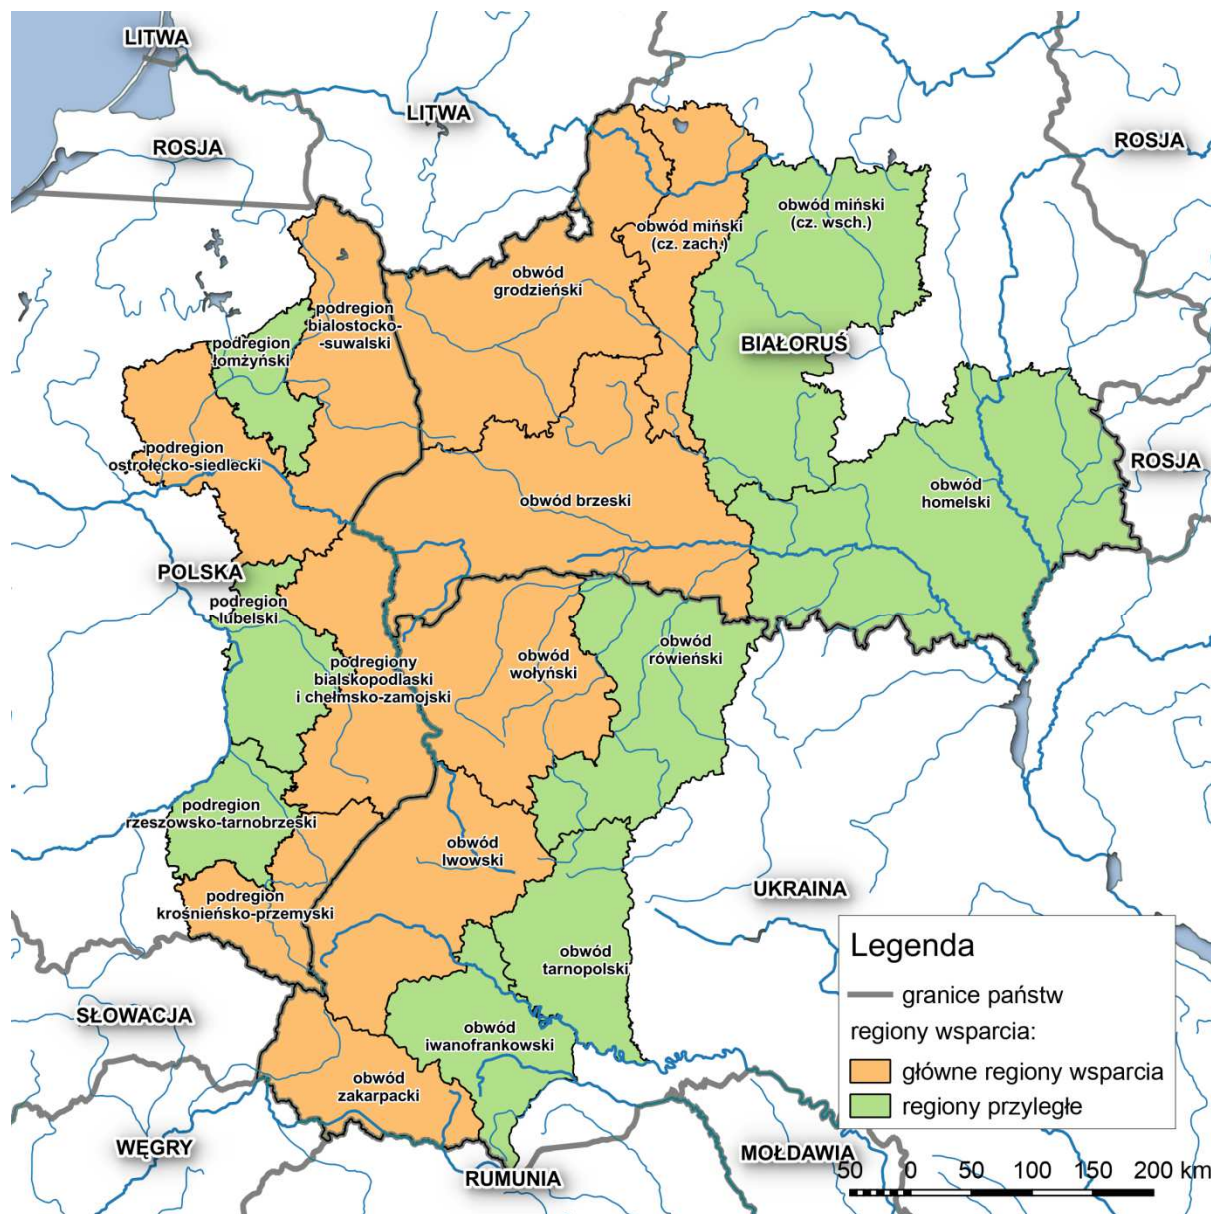 LITWA
LITWA
ROSJA
ROSJA
obwód miński
(cz. wsch.)
obwód miński
(cz. zach.)
obwód
grodzieński
podregion
bialostocko-
-suwalski
podregion
łomżyński
BIAŁORUŚ
podregion
ostrołęcko-siedlecki
ROSJA
obwód brzeski
obwód
homelski
POLSKA
podregion
lubelski
obwód
rówieński
obwód
wołyński
podregiony
bialskopodlaski
i chełmsko-zamojski
podregion
rzeszowsko-tarnobrzeski
obwód
lwowski
UKRAINA
podregion
krośnieńsko-przemyski
obwód
tarnopolski
SŁOWACJA
obwód
iwanofrankowski
obwód
zakarpacki
WĘGRY
RUMUNIA
MOŁDAWIA
Legenda
granice państw
regiony wsparcia:
główne regiony wsparcia
regiony przyległe
50 0 50 100 150 200 km